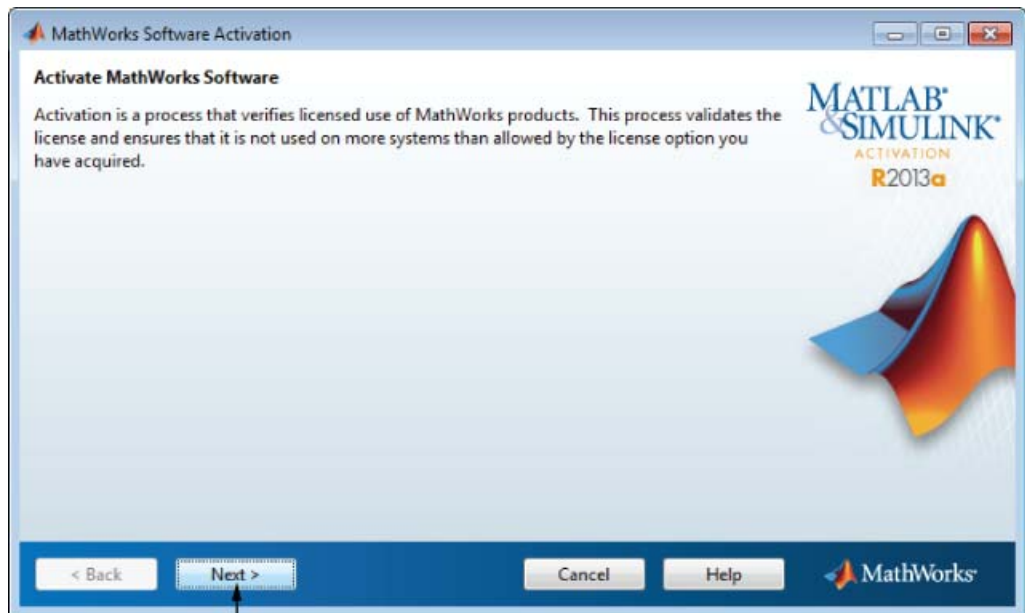 MathWorks Software Activation
Activate MathWorks Software
Activation is a process that verifies licensed use of MathWorks products. This process validates the
license and ensures that it is not used on more systems than allowed by the license option you
have acquired.
MATLAB®
&SIMULINK®
ACTIVATION
R2013a
< Back
Next >
Cancel
Help
MathWorks®